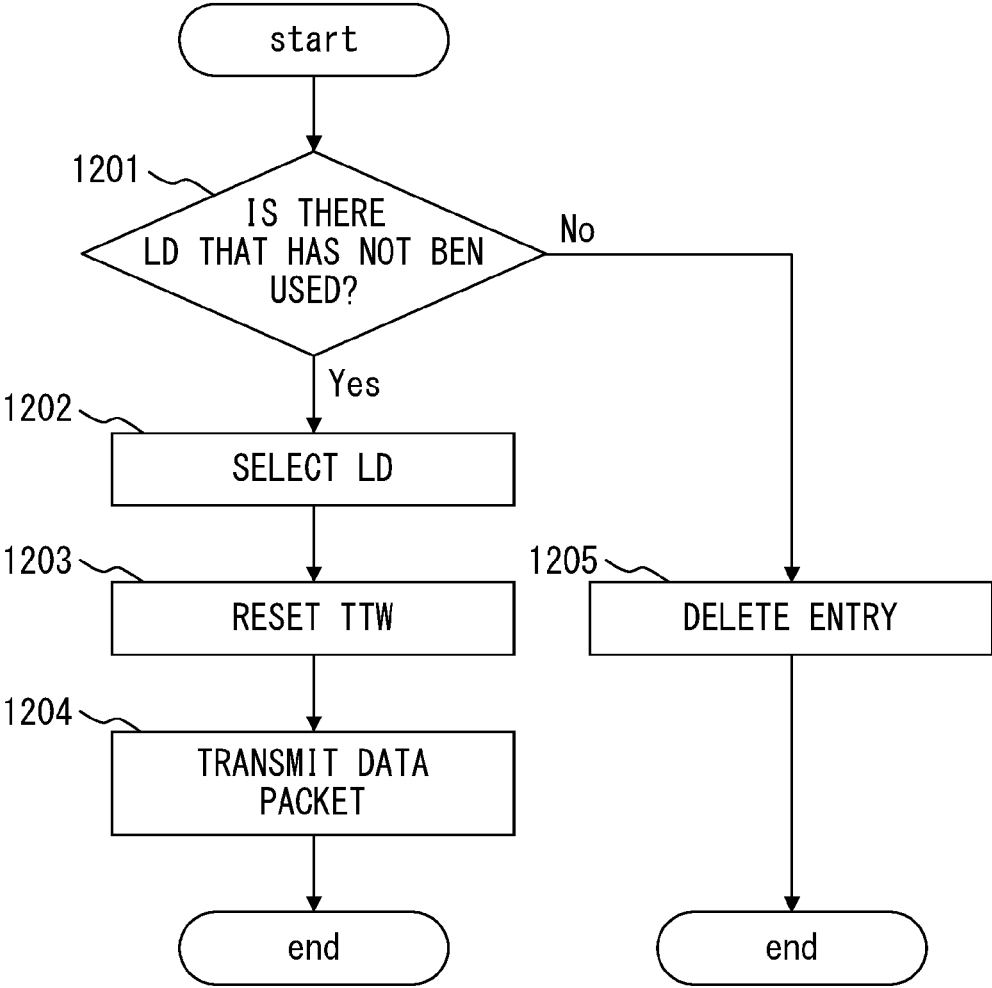 start
1201
IS THERE
LD THAT HAS NOT BEN
USED?
No
Yes
1202
SELECT LD
1203
RESET TTW
1205
DELETE ENTRY
1204
TRANSMIT DATA
PACKET
end
end